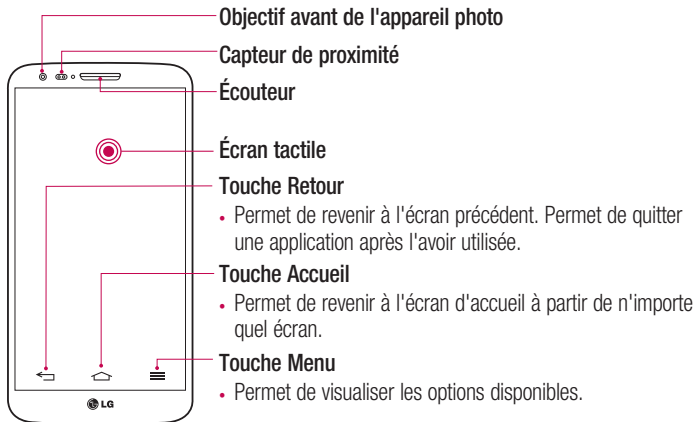 Objectif avant de l'appareil photo
Capteur de proximité
Écouteur
Écran tactile
Touche Retour
• Permet de revenir à l'écran précédent. Permet de quitter
une application après l'avoir utilisée.
Touche Accueil
• Permet de revenir à l'écran d'accueil à partir de n'importe
quel écran.
Touche Menu
• Permet de visualiser les options disponibles.
LG